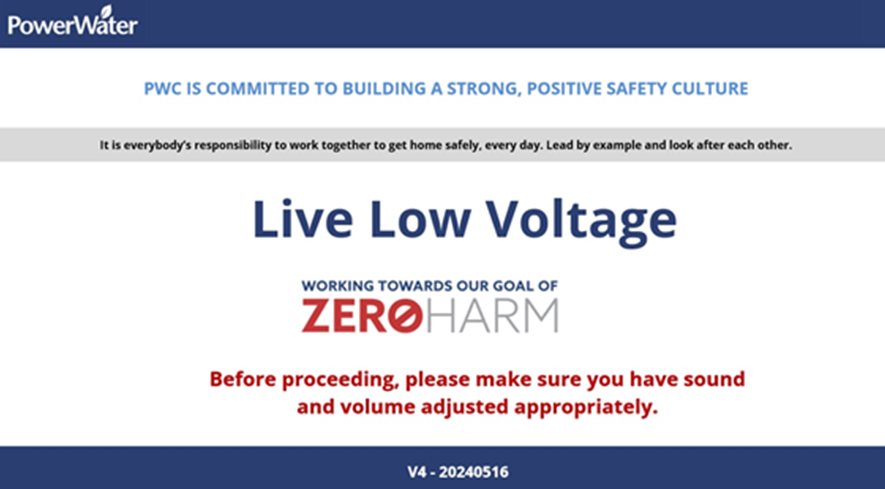 PowerWater
PWC IS COMMITTED TO BUILDING A STRONG, POSITIVE SAFETY CULTURE
It is everybody's responsibility to work together to get home safely, every day. Lead by example and look after each other.
Live Low Voltage
WORKING TOWARDS OUR GOAL OF
ZEROHARM
Before proceeding, please make sure you have sound
and volume adjusted appropriately.
V4 - 20240516